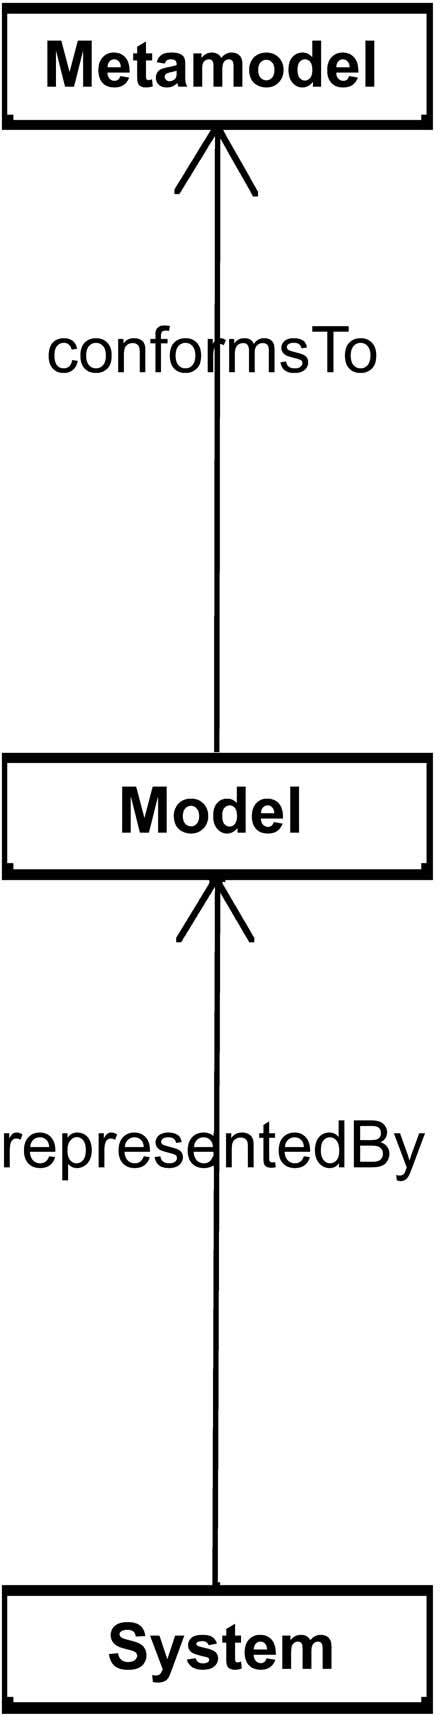 Metamodel
conformsTo
Model
representedBy
System